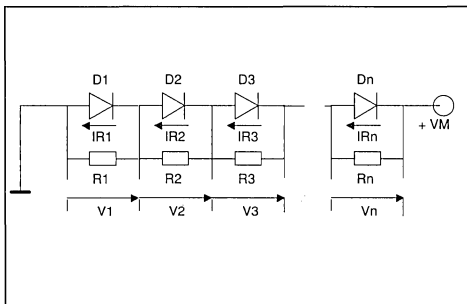 D1 D2 D3 Dn
IR1 IR2 IR3 IRn
+ VM
R1 R2 R3 Rn
V1 V2 V3 Vn